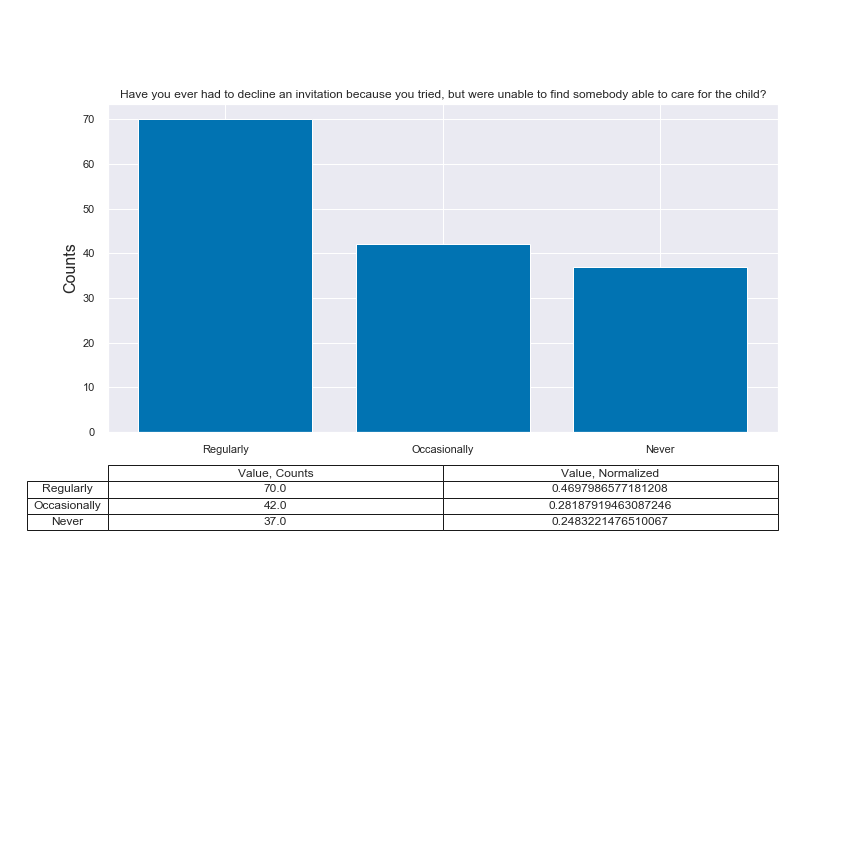 Have you ever had to decline an invitation because you tried, but were unable to find somebody able to care for the child?
70
60
50
40
30
20
10
0
Counts
Regularly Occasionally Never
Value, Counts Value, Normalized
Regularly 70.0 0.4697986577181208
Occasionally 42.0 0.28187919463087246
Never 37.0 0.2483221476510067